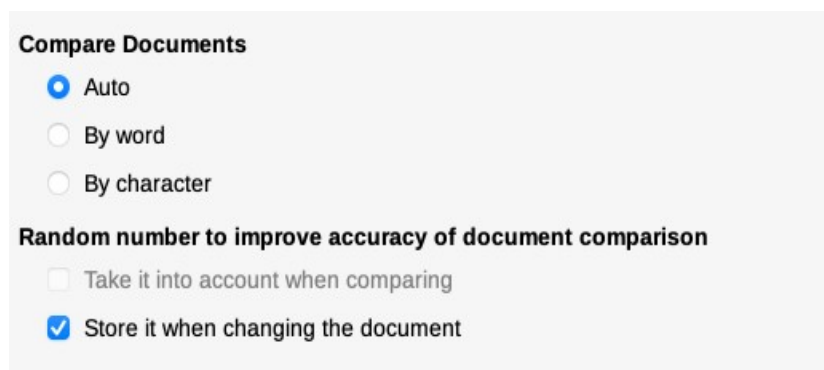 Compare Documents
Auto
By word
By character
Random number to improve accuracy of document comparison
Take it into account when comparing
Store it when changing the document